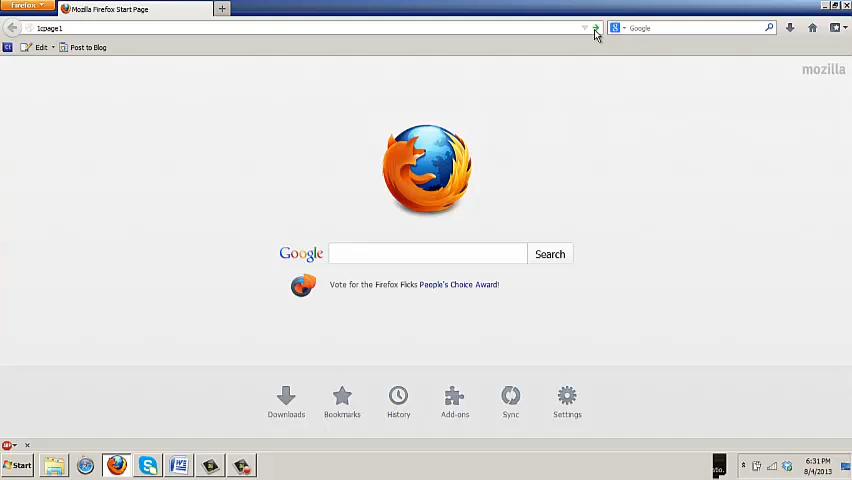 Firefox
Mozilla Firefox Start Page
1cpage1
Google
Edit
Post to Blog
mozilla
Google
Search
Vote for the Firefox Flicks People's Choice Award!
Downloads
Bookmarks
History
Add-ons
Sync
Settings
Start
6:31 PM
8/4/2013